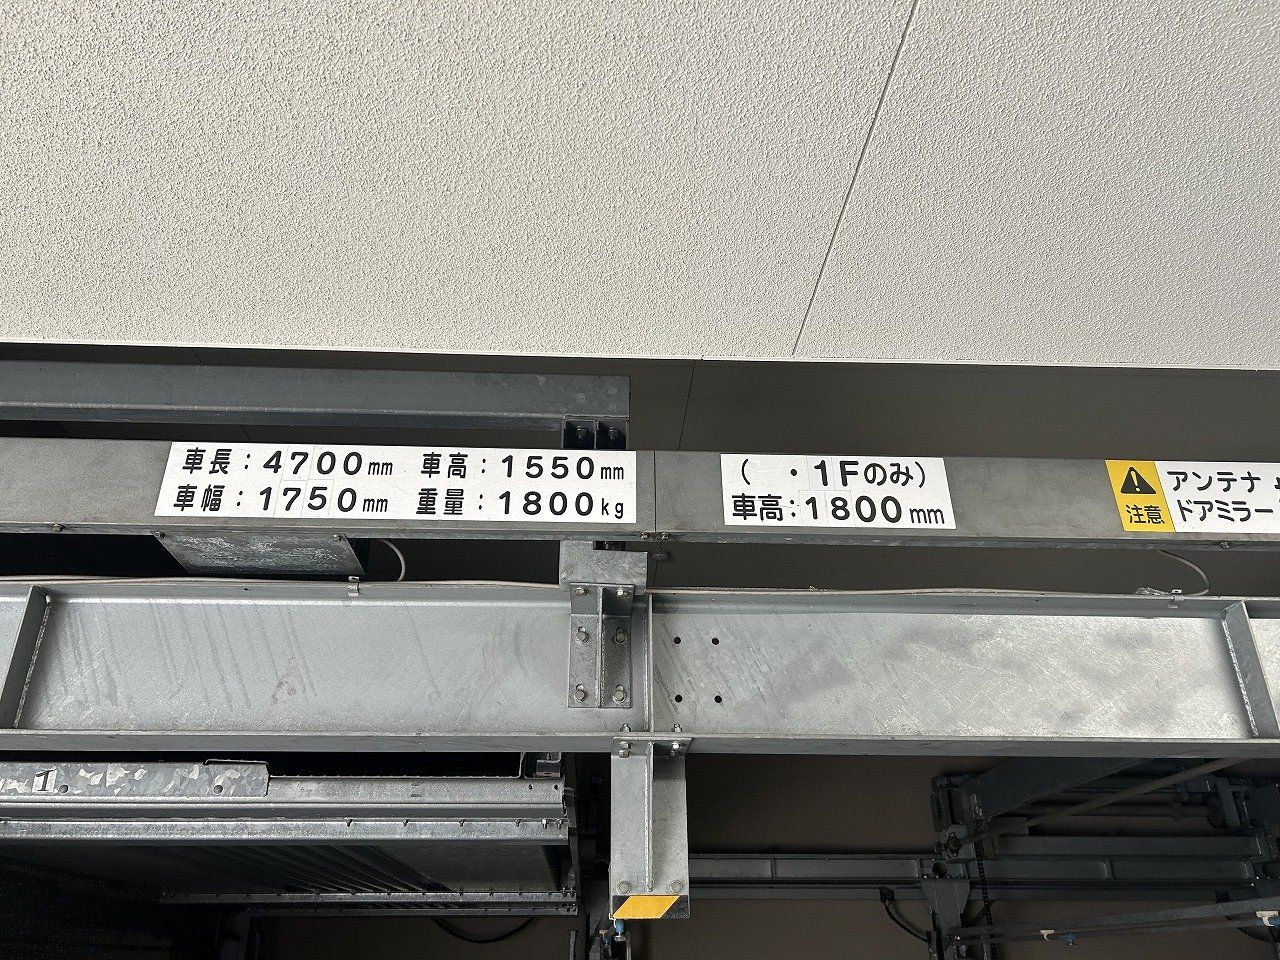 車長：4700mm 車高：1550mm
車幅：1750mm 重量：1800kg
（ ・1Fのみ）
車高：1800mm
注意
アンテナ
ドアミラー
1